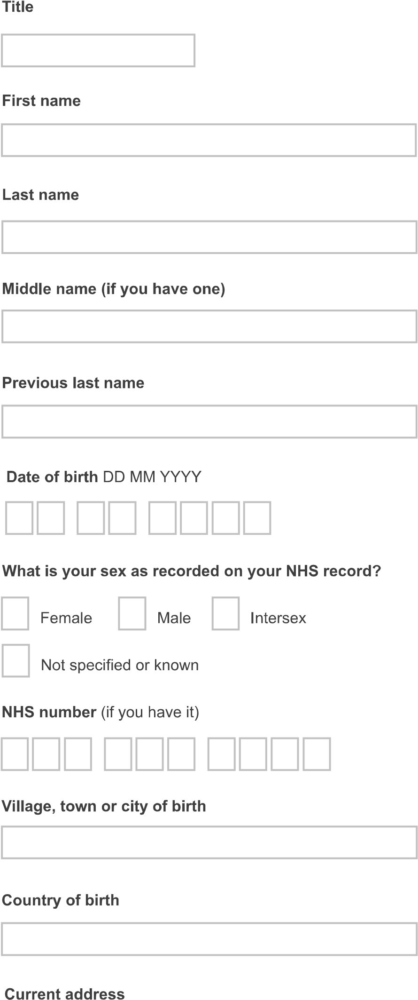 Title
First name
Last name
Middle name (if you have one)
Previous last name
Date of birth DD MM YYYY
What is your sex as recorded on your NHS record?
Female Male Intersex
Not specified or known
NHS number (if you have it)
Village, town or city of birth
Country of birth
Current address